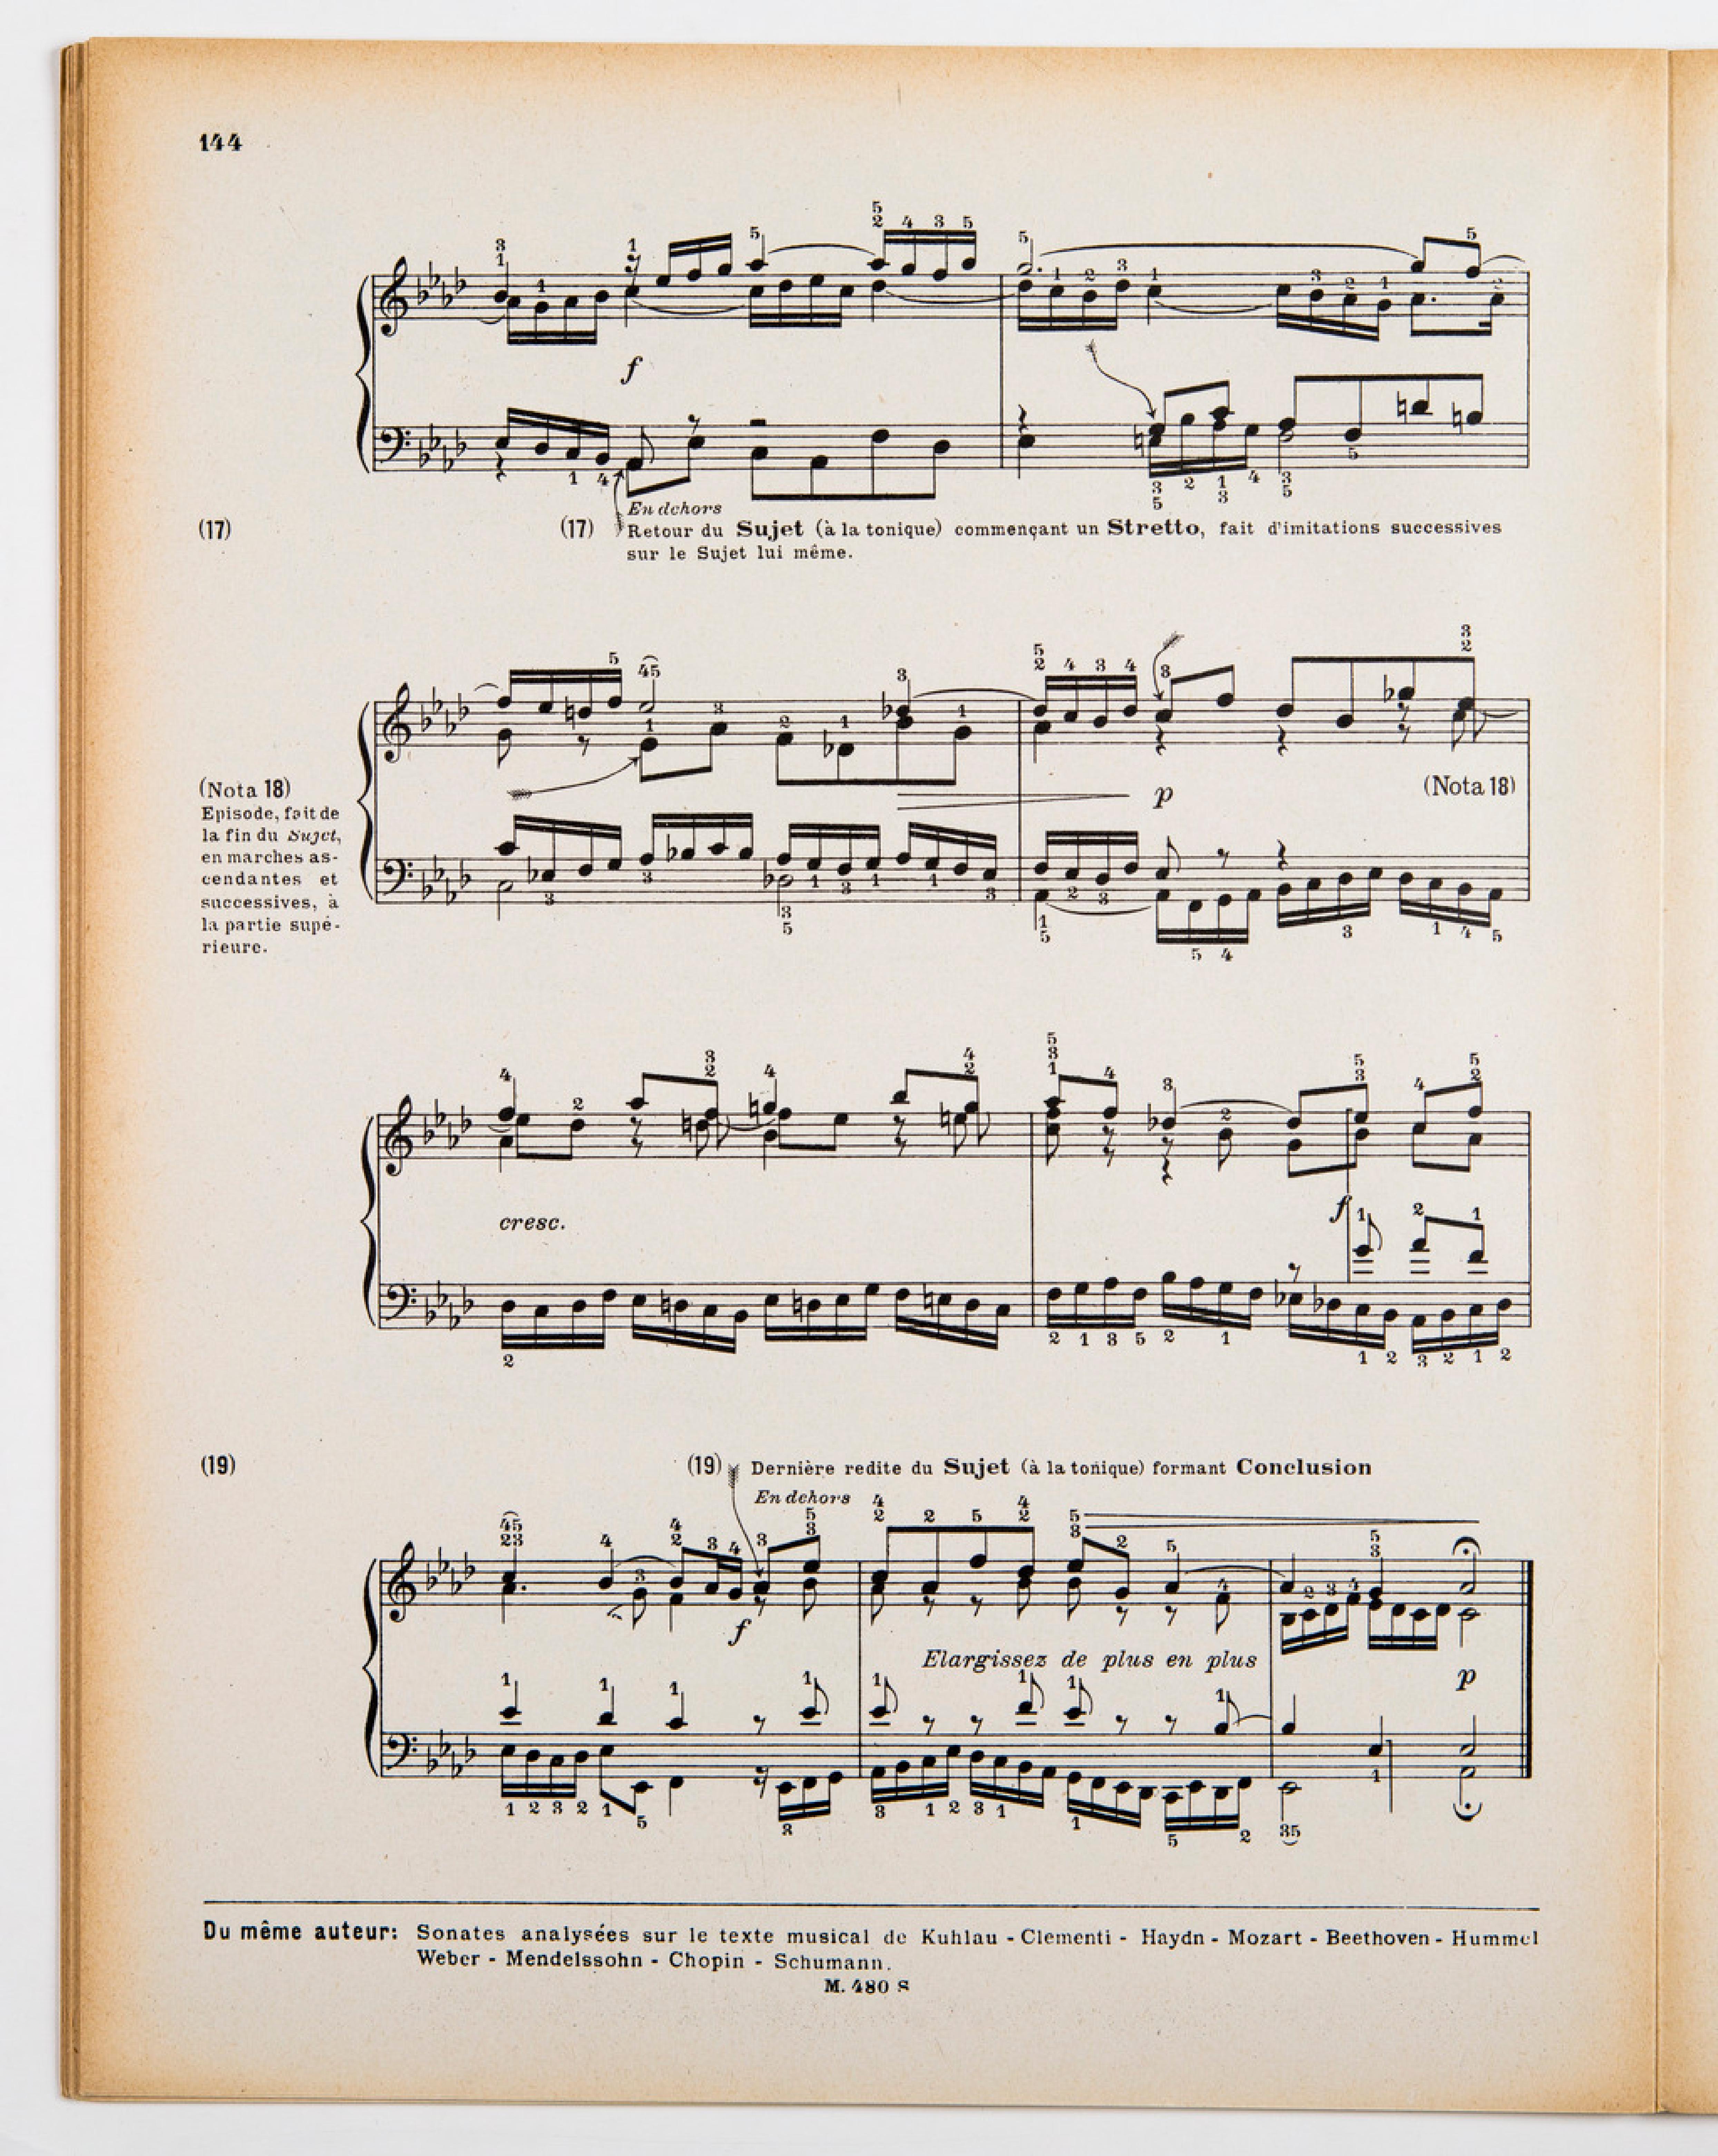 144
f
En dehors
(17) (17) Retour du Sujet (à la tonique) commençant un Stretto, fait d'imitations successives
sur le Sujet lui même.
p
(Nota 18)
(Nota 18)
Episode, fait de
la fin du Sujet,
en marches as-
cendantes et
successives, à
la partie supé-
rieure.
cresc.
f
(19) (19) Dernière redite du Sujet (à la tonique) formant Conclusion
En dehors
f
Elargissez de plus en plus
p
Du même auteur: Sonates analysées sur le texte musical de Kuhlau - Clementi - Haydn - Mozart - Beethoven - Hummel
Weber - Mendelssohn - Chopin - Schumann.
M. 480 S